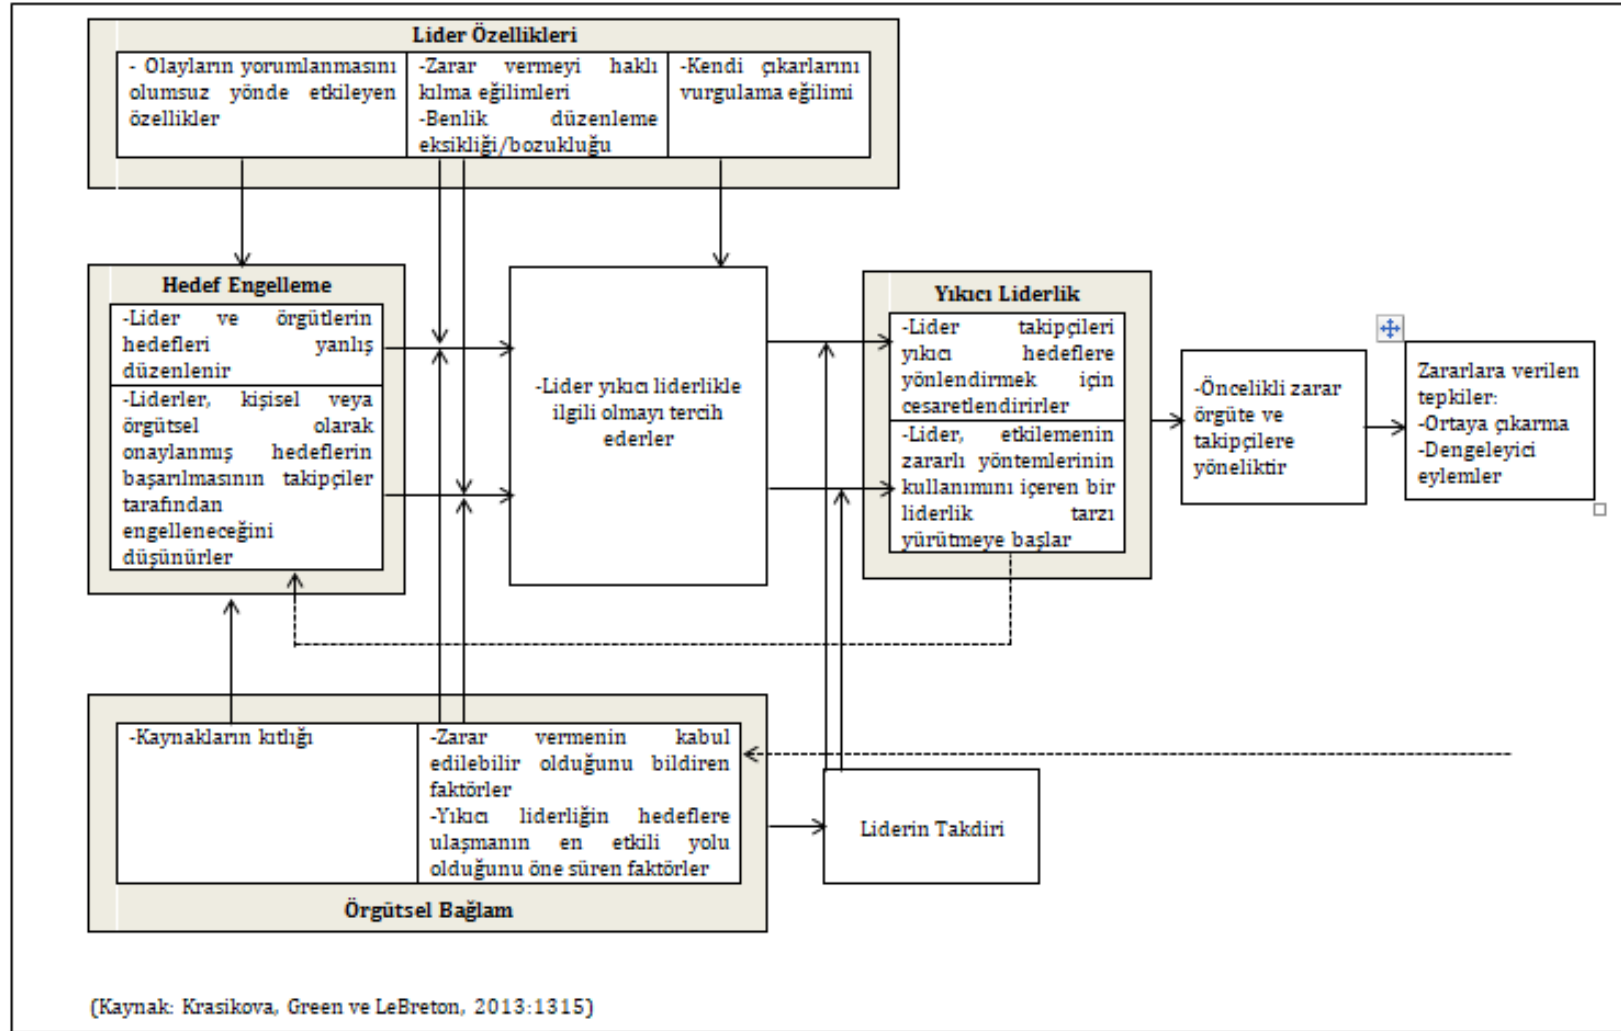 Lider Özellikleri
- Olayların yorumlanmasını
olumsuz yönde etkileyen
özellikler
-Zarar vermeyi haklı
kılma eğilimleri
-Benlik düzenleme
eksikliği/bozukluğu
-Kendi çıkarlarını
vurgulama eğilimi
Hedef Engelleme
-Lider ve örgütlerin
hedefleri yanlış
düzenlenir
-Liderler, kişisel veya
örgütsel olarak
onaylanmış hedeflerin
başarılmasının takipçiler
tarafından
engelleneceğini
düşünürler
-Lider yıkıcı liderlikle
ilgili olmayı tercih
ederler
Yıkıcı Liderlik
-Lider takipçileri
yıkıcı hedeflere
yönlendirmek için
cesaretlendirirler
-Lider, etkilemenin
zararlı yöntemlerinin
kullanımını içeren bir
liderlik tarzı
yürütmeye başlar
-Öncelikli zarar
örgüte ve
takipçilere
yöneliktir
Zararlara verilen
tepkiler:
-Ortaya çıkarma
-Dengeleyici
eylemler
-Kaynakların kıtlığı
-Zarar vermenin kabul
edilebilir olduğunu bildiren
faktörler
-Yıkıcı liderliğin hedeflere
ulaşmanın en etkili yolu
olduğunu öne süren faktörler
Örgütsel Bağlam
Liderin Takdiri
(Kaynak: Krasikova, Green ve LeBreton, 2013:1315)